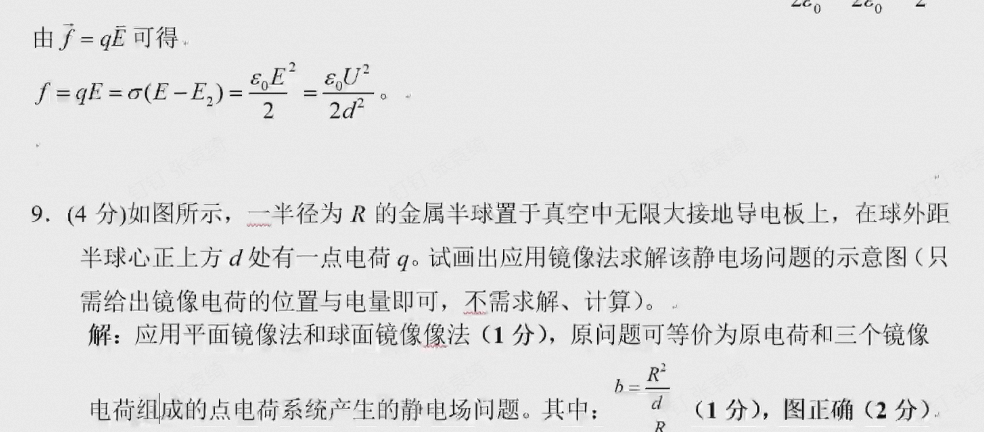 2ε₀ 2ε₀ 2
由 f⃗ = qE⃗ 可得
f = qE = σ(E − E₂) = ε₀E²/2 = ε₀U²/2d²。
9. (4 分)如图所示，一半径为 R 的金属半球置于真空中无限大接地导电板上，在球外距
半球心正上方 d 处有一点电荷 q。试画出应用镜像法求解该静电场问题的示意图（只
需给出镜像电荷的位置与电量即可，不需求解、计算）。
解：应用平面镜像法和球面镜像像法（1 分），原问题可等价为原电荷和三个镜像
电荷组成的点电荷系统产生的静电场问题。其中： b = R²/d （1 分），图正确（2 分）。
R